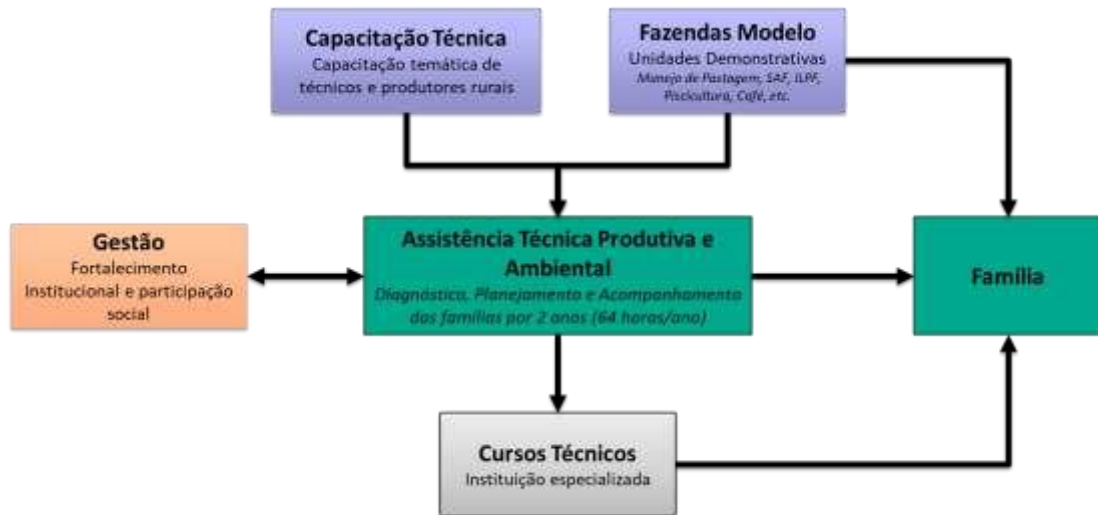 Capacitação Técnica
Capacitação temática de
técnicos e produtores rurais
Fazendas Modelo
Unidades Demonstrativas
Manejo de Pastagem, SAF, ILPF,
Piscicultura, Café, etc.
Gestão
Fortalecimento
Institucional e participação
social
Assistência Técnica Produtiva e
Ambiental
Diagnóstico, Planejamento e Acompanhamento
das famílias por 2 anos (64 horas/ano)
Família
Cursos Técnicos
Instituição especializada